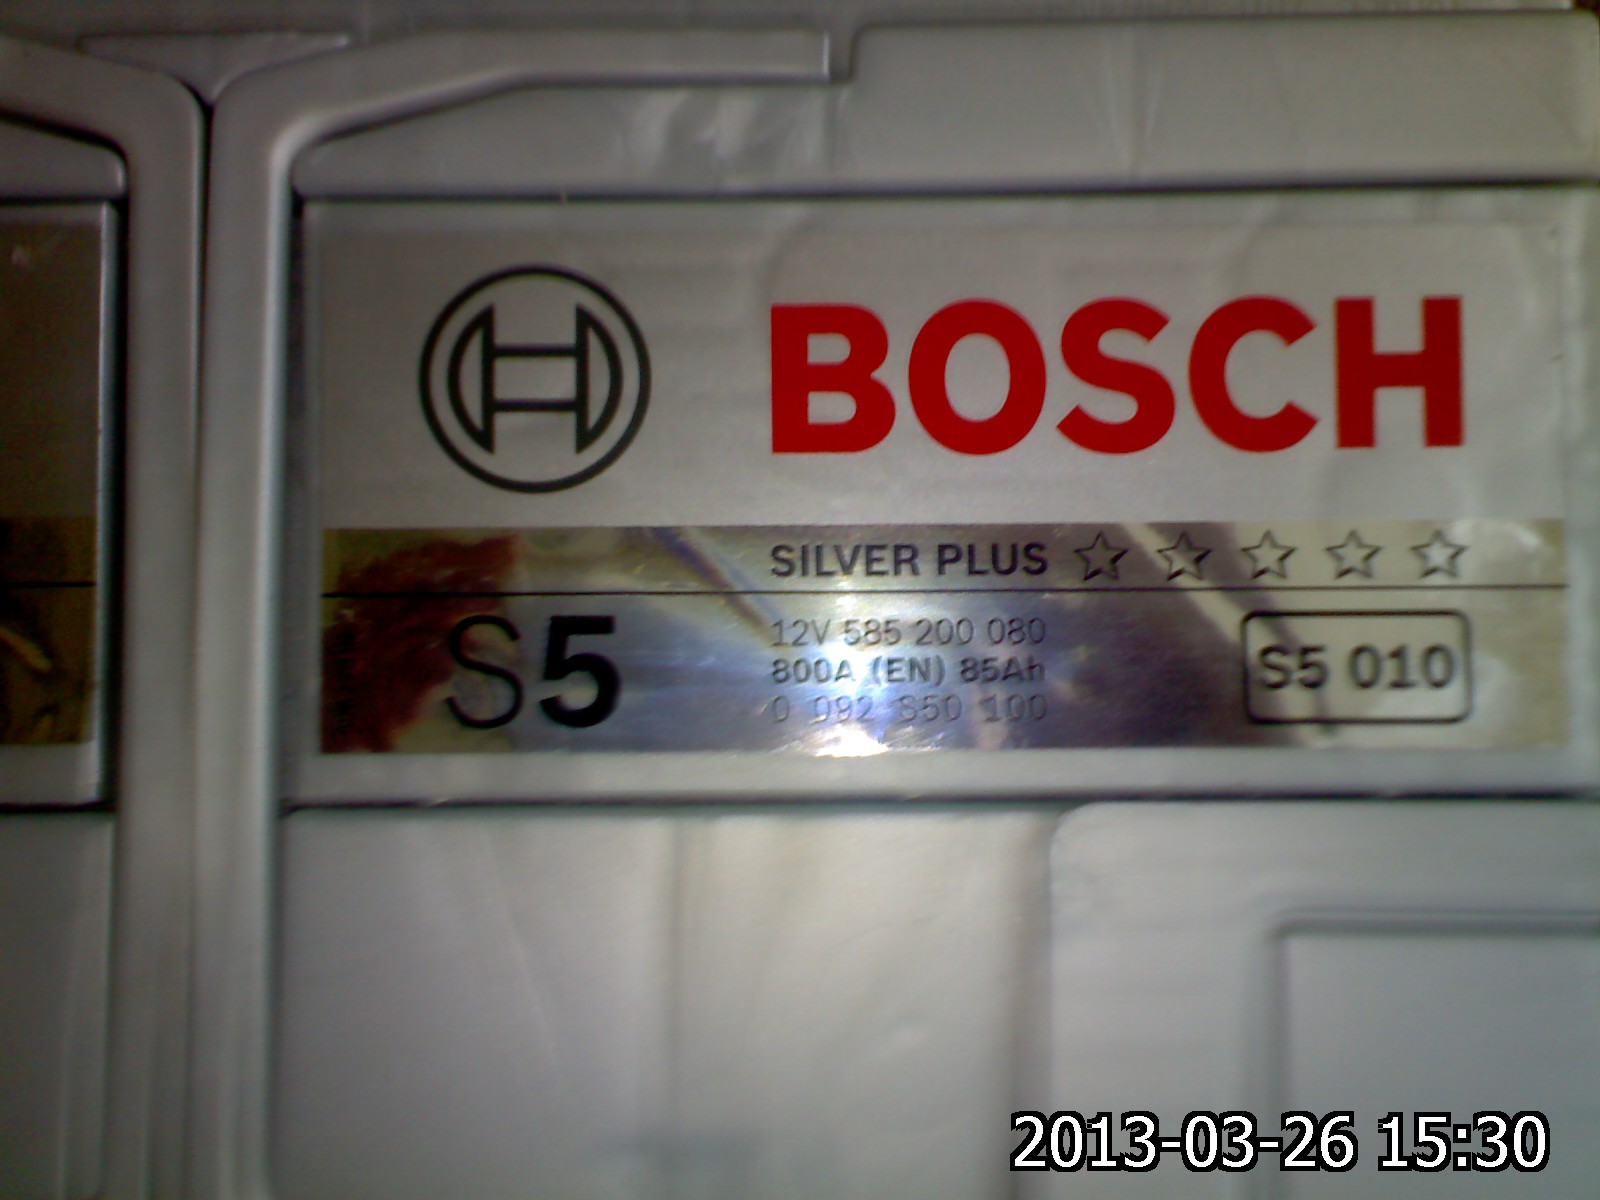 BOSCH
SILVER PLUS
S5
12V 585 200 080
800A (EN) 85Ah
0 092 S50 100
S5 010
2013-03-26 15:30